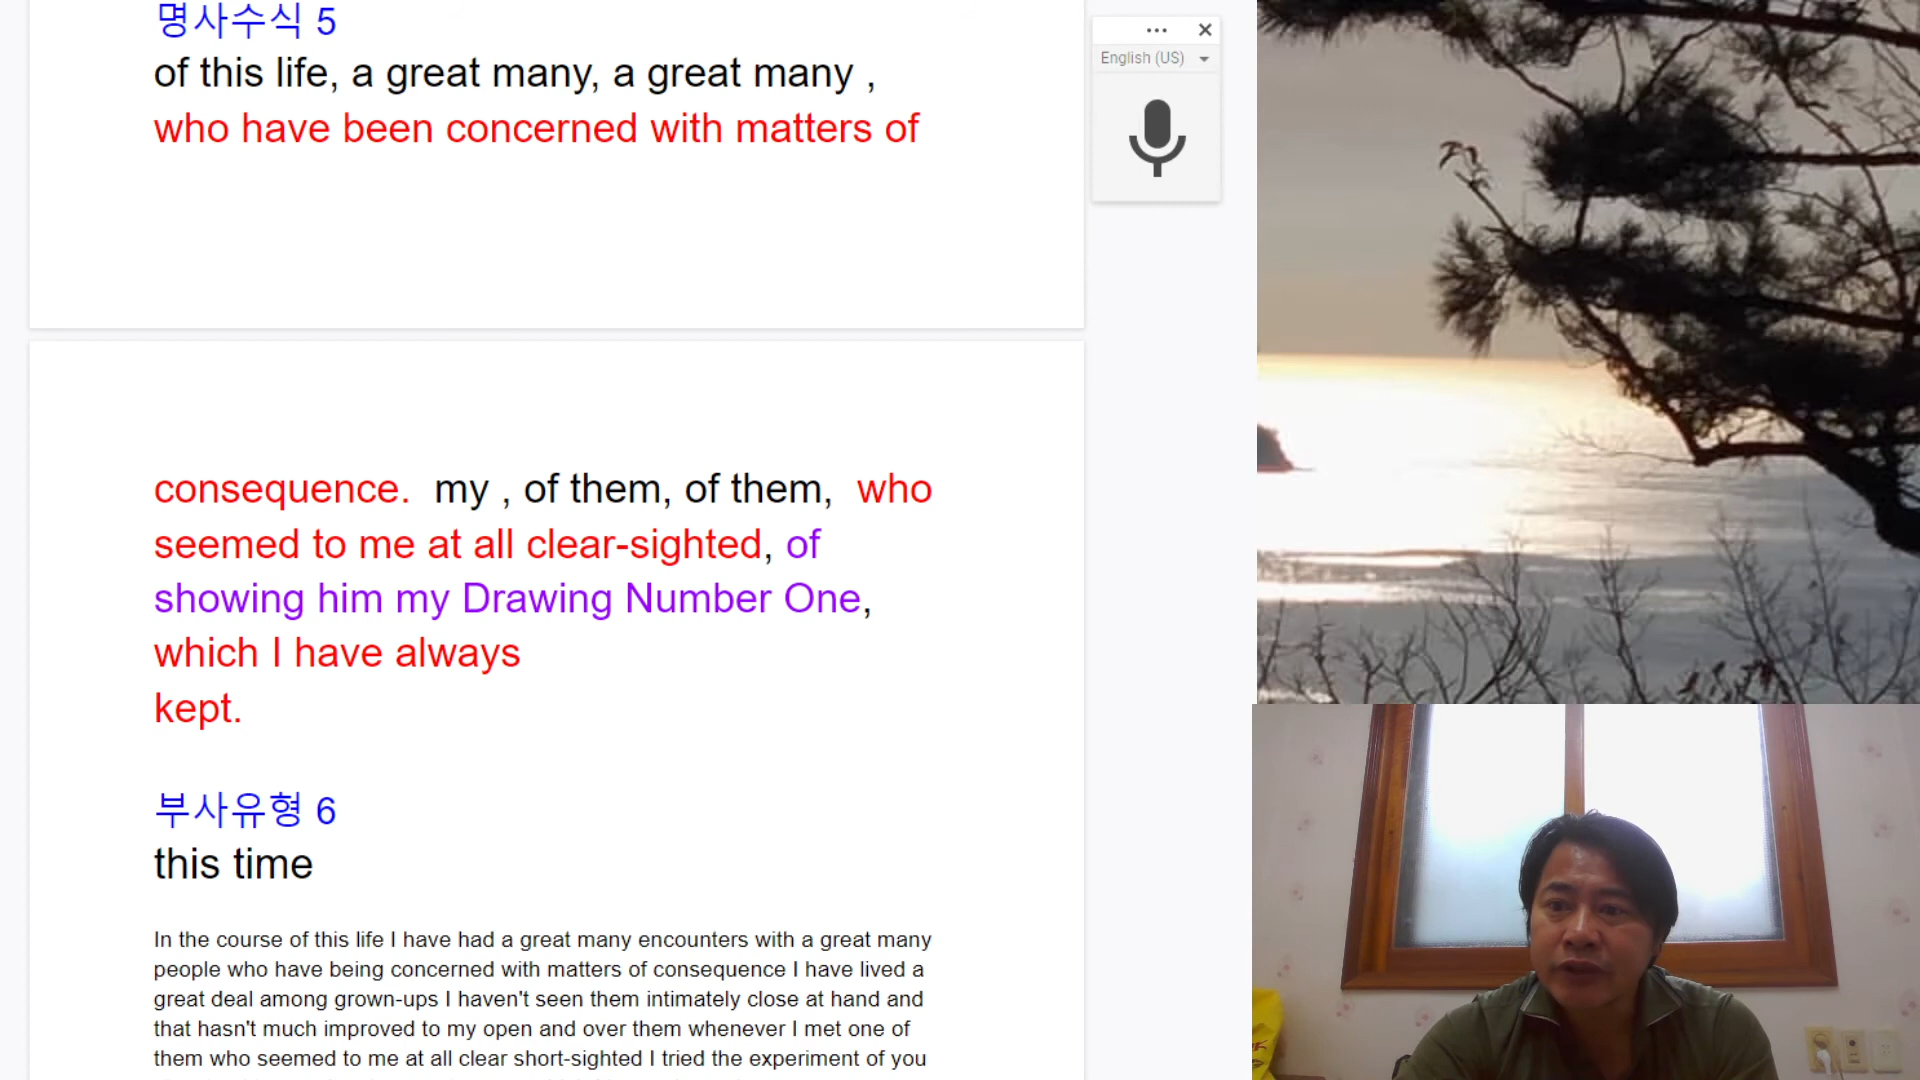 명사수식 5
of this life, a great many, a great many ,
who have been concerned with matters of
English (US)
consequence.  my , of them, of them,  who
seemed to me at all clear-sighted, of
showing him my Drawing Number One,
which I have always
kept.
부사유형 6
this time
In the course of this life I have had a great many encounters with a great many
people who have being concerned with matters of consequence I have lived a
great deal among grown-ups I haven't seen them intimately close at hand and
that hasn't much improved to my open and over them whenever I met one of
them who seemed to me at all clear short-sighted I tried the experiment of you